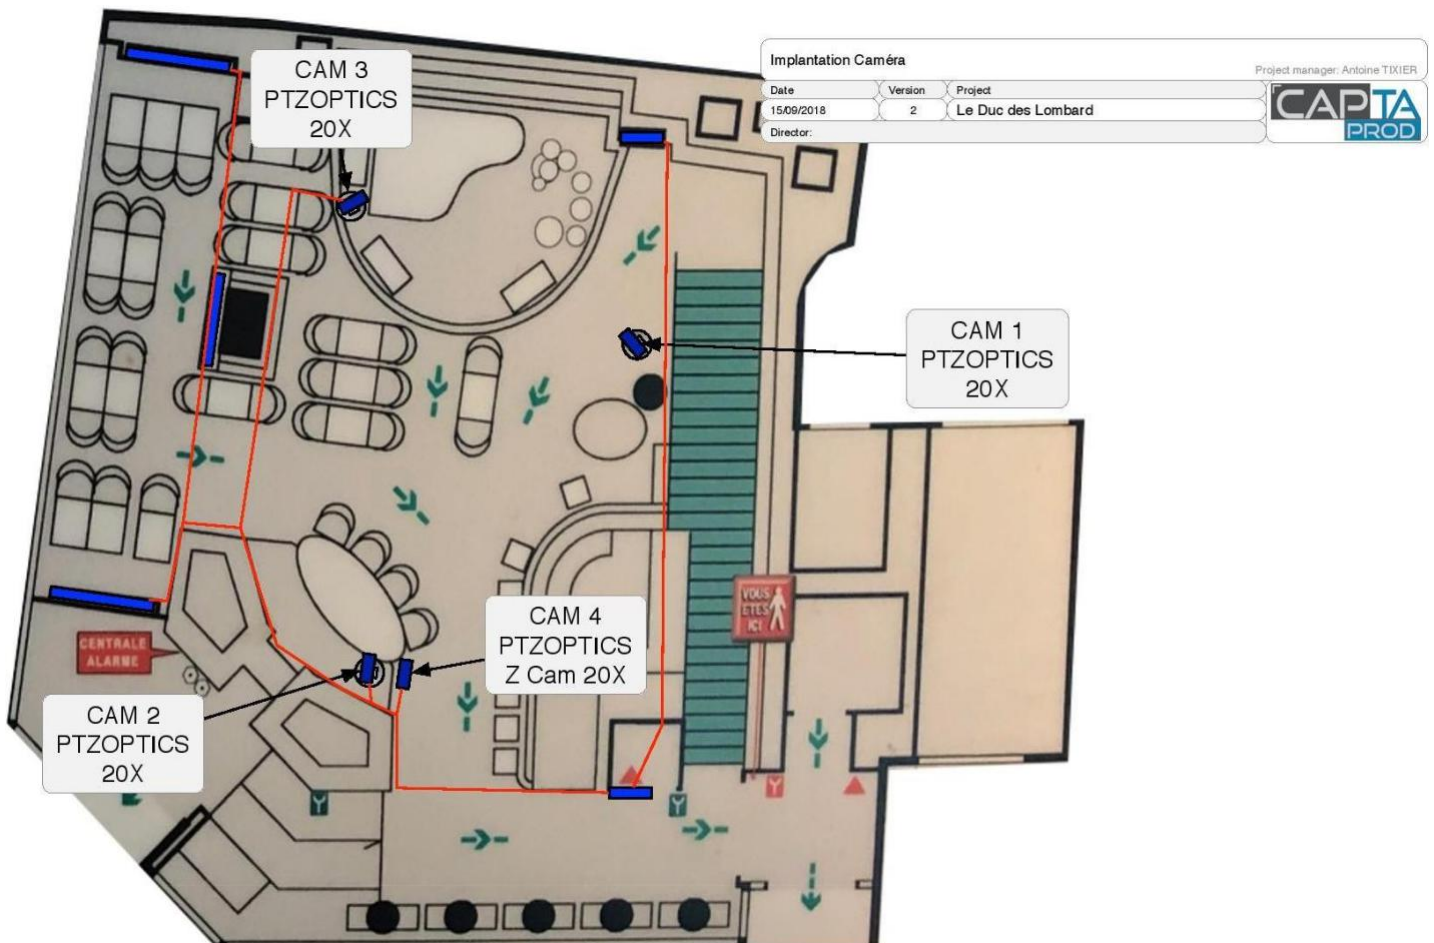 Implantation Caméra
Project manager: Antoine TIXIER
Date Version Project
15/09/2018 2 Le Duc des Lombard
Director:
CAPTA
PROD
CAM 3
PTZOPTICS
20X
CAM 1
PTZOPTICS
20X
VOUS
ETES
ICI
CAM 4
PTZOPTICS
Z Cam 20X
CENTRALE
ALARME
CAM 2
PTZOPTICS
20X